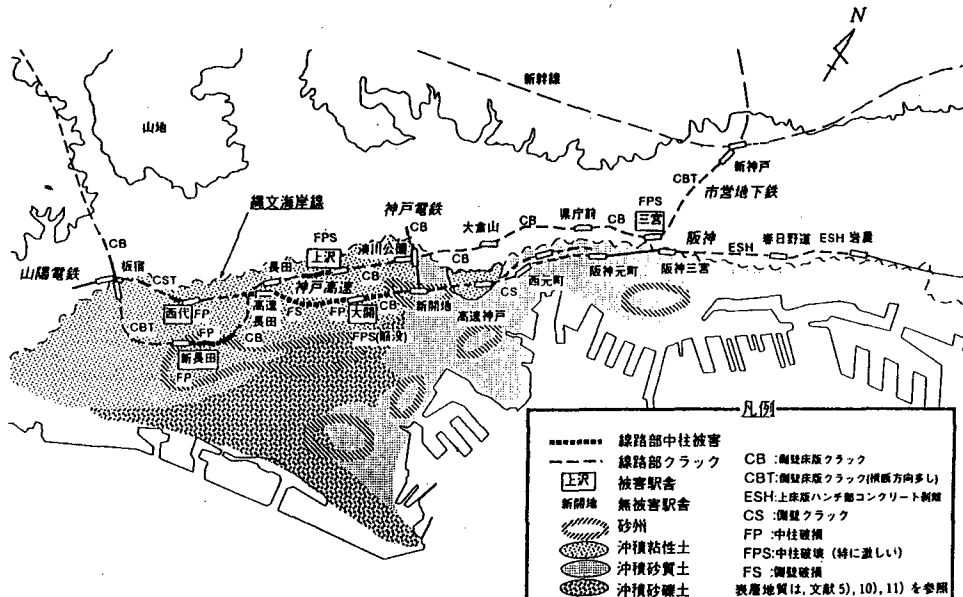 N
新幹線
山地
新神戸
CBT
市営地下鉄
縄文海岸線
神戸電鉄
大倉山
CB
県庁前
CB
FPS
三宮
阪神
FPS
上沢
湊川公園
CB
CB
ESH
春日野道
ESH
岩屋
山陽電鉄
板宿
CST
長田
神戸高速
CB
CB
西元町
阪神元町
阪神三宮
西代
FP
高速
長田
FS
FP
大開
CB
新開地
CS
高速神戸
CBT
FP
新長田
CB
FPS(陥没)
FP
凡例
線路部中柱被害
線路部クラック
上沢 被害駅舎
新開地 無被害駅舎
砂州
沖積粘性土
沖積砂質土
沖積砂礫土
CB :側壁床版クラック
CBT:側壁床版クラック(横断方向多し)
ESH:上床版ハンチ部コンクリート剥離
CS :側壁クラック
FP :中柱破損
FPS:中柱破壊 (特に激しい)
FS :側壁破損
表層地質は, 文献 5), 10), 11) を参照